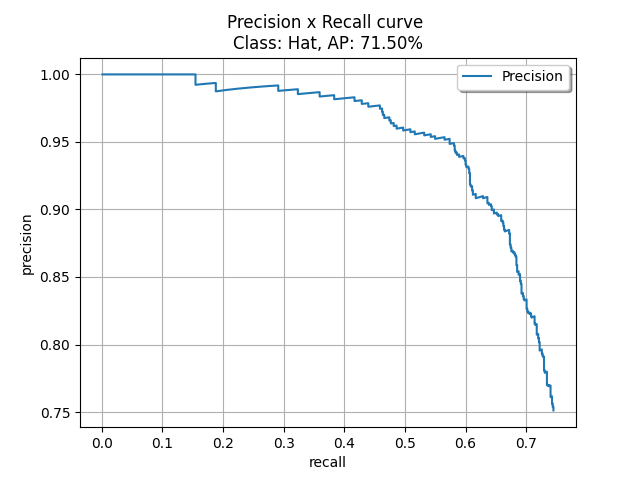 Precision x Recall curve
Class: Hat, AP: 71.50%
Precision
1.00
0.95
0.90
0.85
0.80
0.75
precision
0.0 0.1 0.2 0.3 0.4 0.5 0.6 0.7
recall